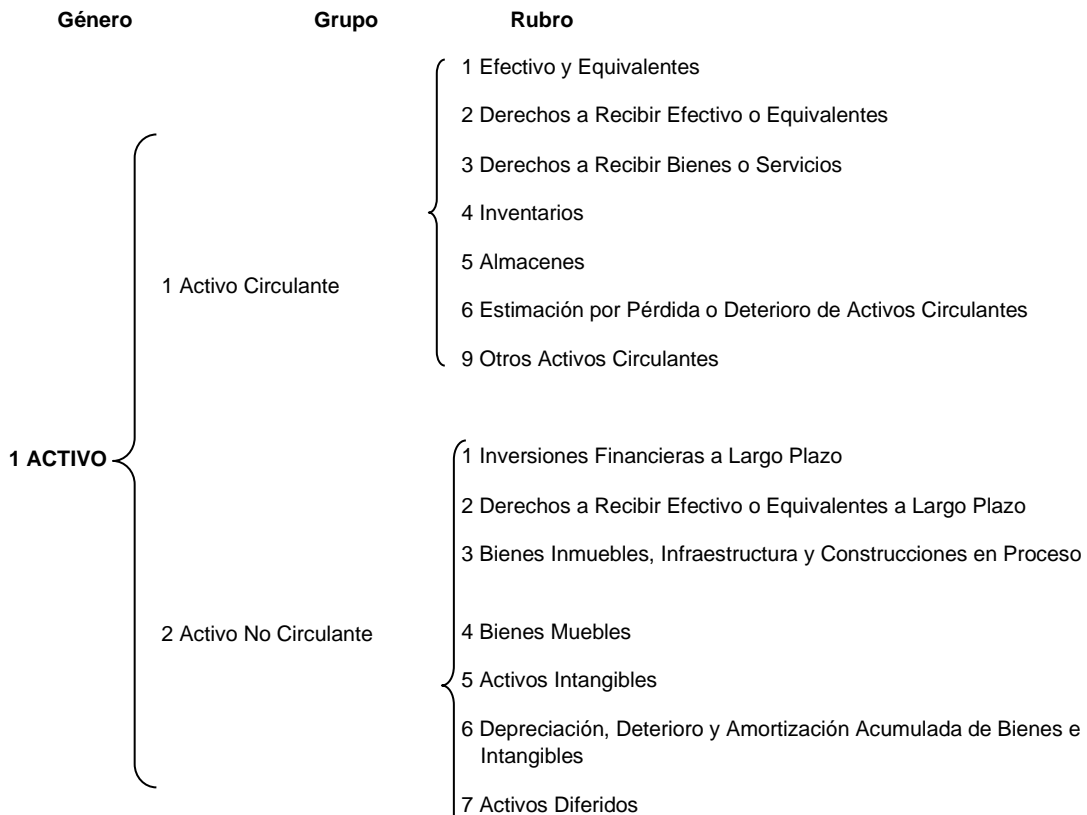 Género Grupo Rubro
1 Efectivo y Equivalentes
2 Derechos a Recibir Efectivo o Equivalentes
3 Derechos a Recibir Bienes o Servicios
4 Inventarios
5 Almacenes
1 Activo Circulante
6 Estimación por Pérdida o Deterioro de Activos Circulantes
9 Otros Activos Circulantes
1 ACTIVO
1 Inversiones Financieras a Largo Plazo
2 Derechos a Recibir Efectivo o Equivalentes a Largo Plazo
3 Bienes Inmuebles, Infraestructura y Construcciones en Proceso
2 Activo No Circulante
4 Bienes Muebles
5 Activos Intangibles
6 Depreciación, Deterioro y Amortización Acumulada de Bienes e
Intangibles
7 Activos Diferidos